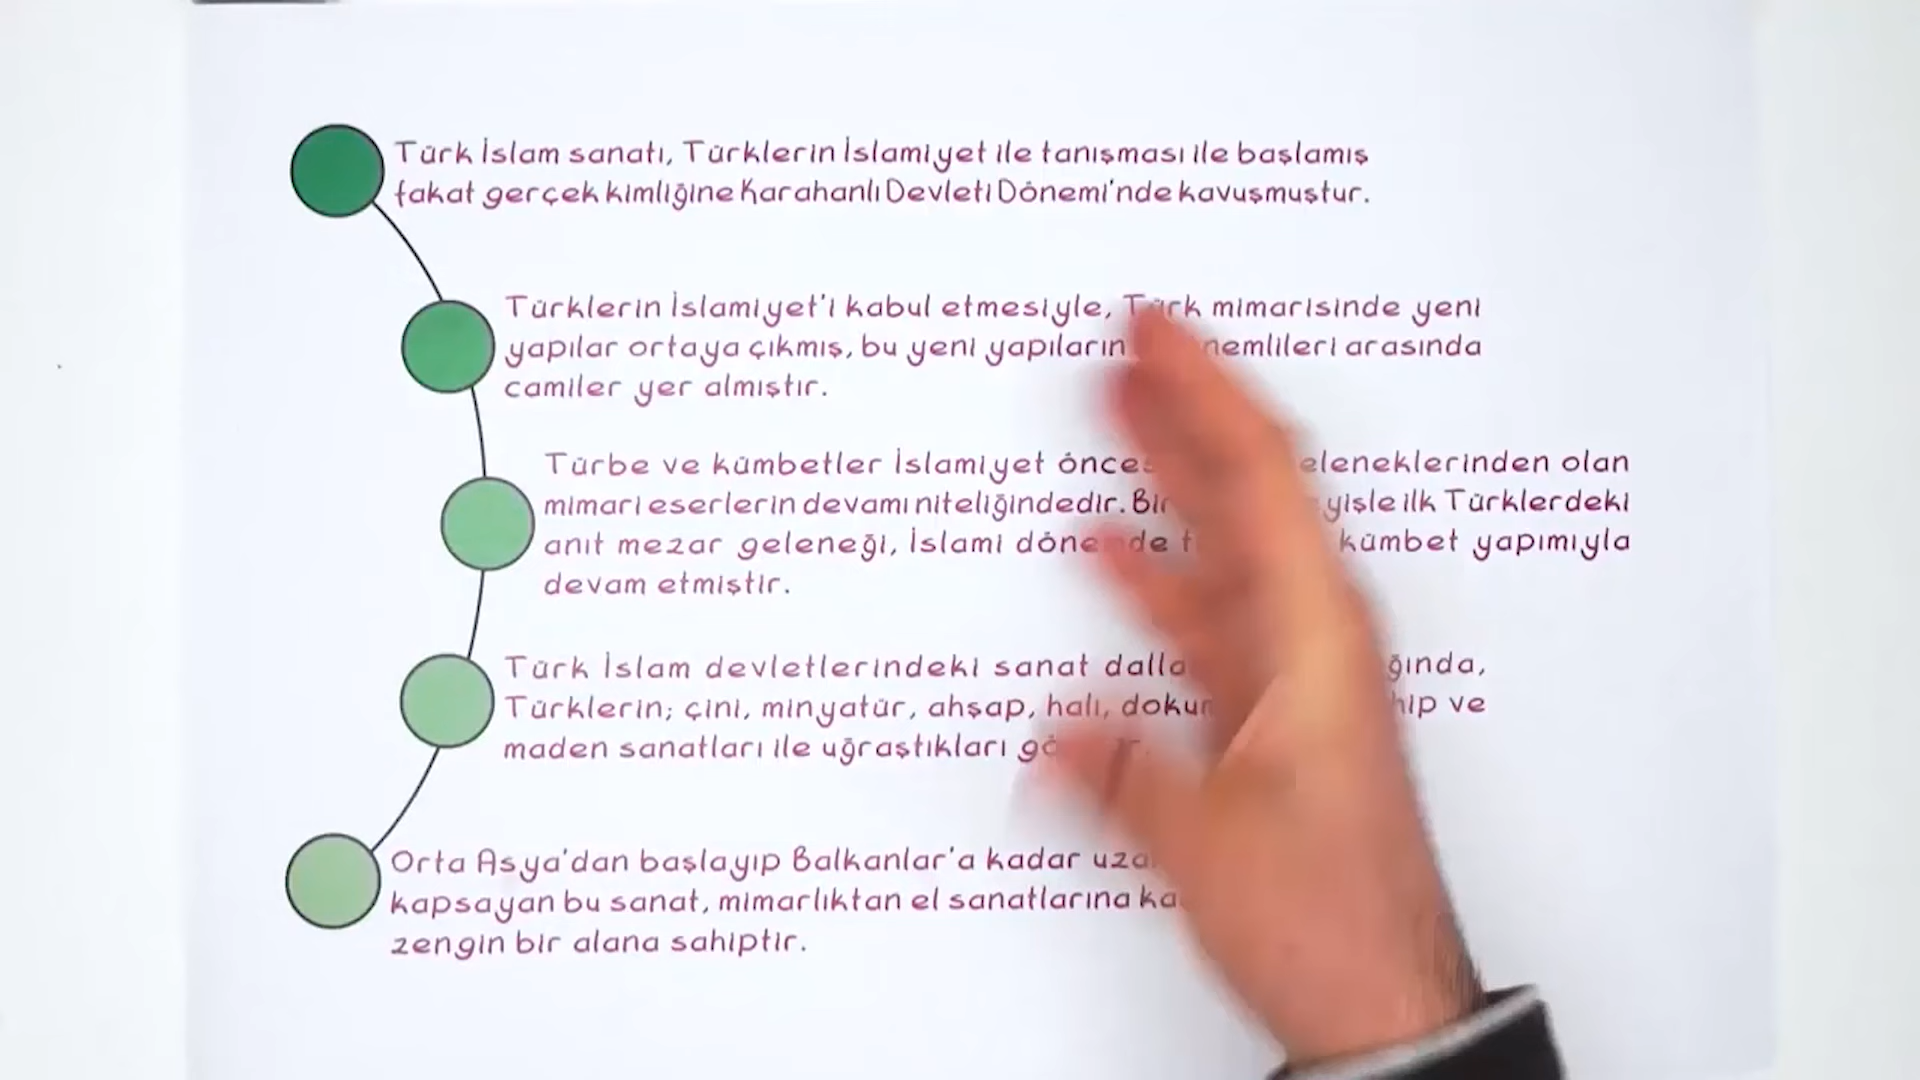 Türk İslam sanatı, Türklerin İslamiyet ile tanışması ile başlamış
fakat gerçek kimliğine Karahanlı Devleti Dönemi'nde kavuşmuştur.
Türklerin İslamiyet'i kabul etmesiyle, Türk mimarisinde yeni
yapılar ortaya çıkmış, bu yeni yapıların arasında
camiler yer almıştır.
Türbe ve kümbetler İslamiyet olan
mimari eserlerin devamı niteliğindedir. ilk Türklerdeki
anıt mezar geleneği, İslami kümbet yapımıyla
devam etmiştir.
Türk İslam devletlerindeki sanat
Türklerin; çini, minyatür, ahşap, halı, ve
maden sanatları ile uğraştıkları
Orta Asya'dan başlayıp Balkanlar'a kadar
kapsayan bu sanat, mimarlıktan el sanatlarına
zengin bir alana sahiptir.